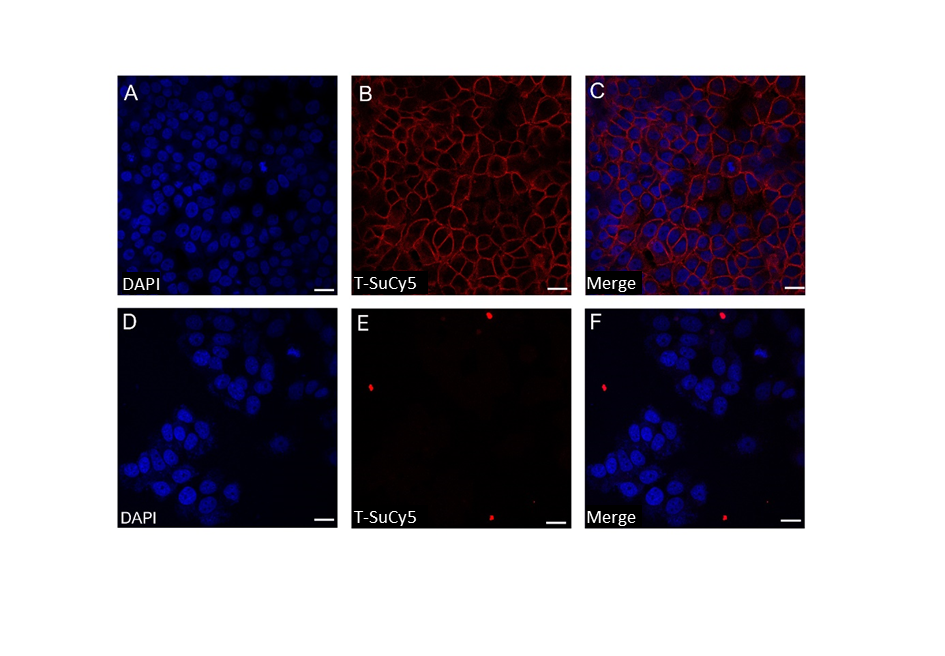 A
B
C
DAPI
T-SuCy5
Merge
D
E
F
DAPI
T-SuCy5
Merge